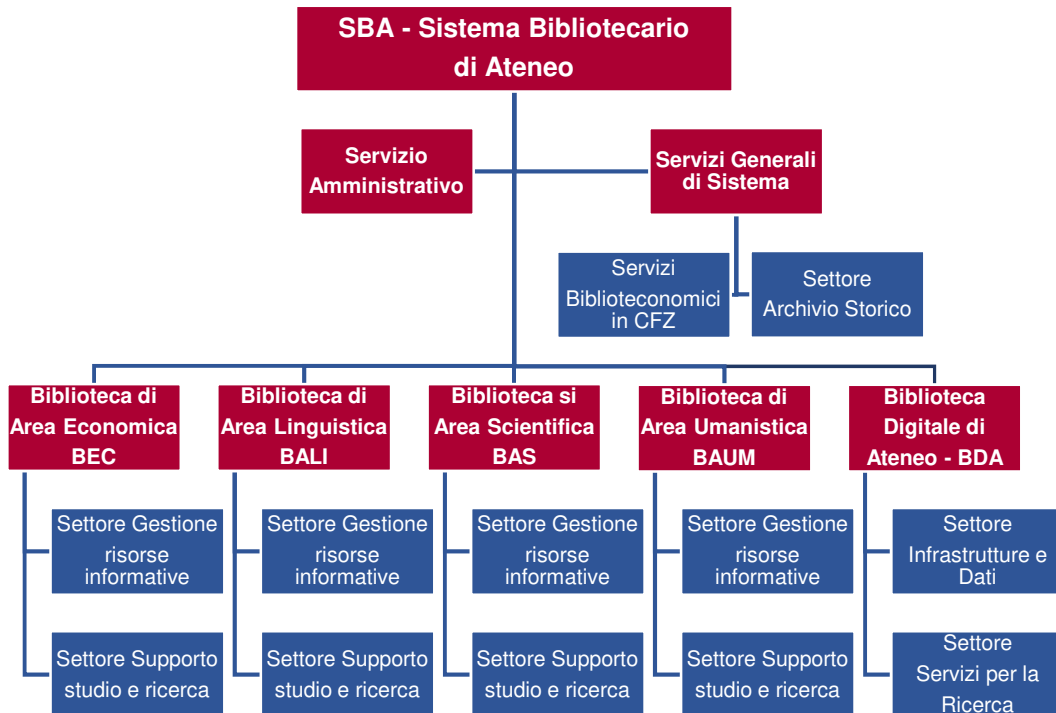 SBA - Sistema Bibliotecario
di Ateneo
Servizio
Amministrativo
Servizi Generali
di Sistema
Servizi
Biblioteconomici
in CFZ
Settore
Archivio Storico
Biblioteca di
Area Economica
BEC
Biblioteca di
Area Linguistica
BALI
Biblioteca si
Area Scientifica
BAS
Biblioteca di
Area Umanistica
BAUM
Biblioteca
Digitale di
Ateneo - BDA
Settore Gestione
risorse
informative
Settore Gestione
risorse
informative
Settore Gestione
risorse
informative
Settore Gestione
risorse
informative
Settore
Infrastrutture e
Dati
Settore Supporto
studio e ricerca
Settore Supporto
studio e ricerca
Settore Supporto
studio e ricerca
Settore Supporto
studio e ricerca
Settore
Servizi per la
Ricerca